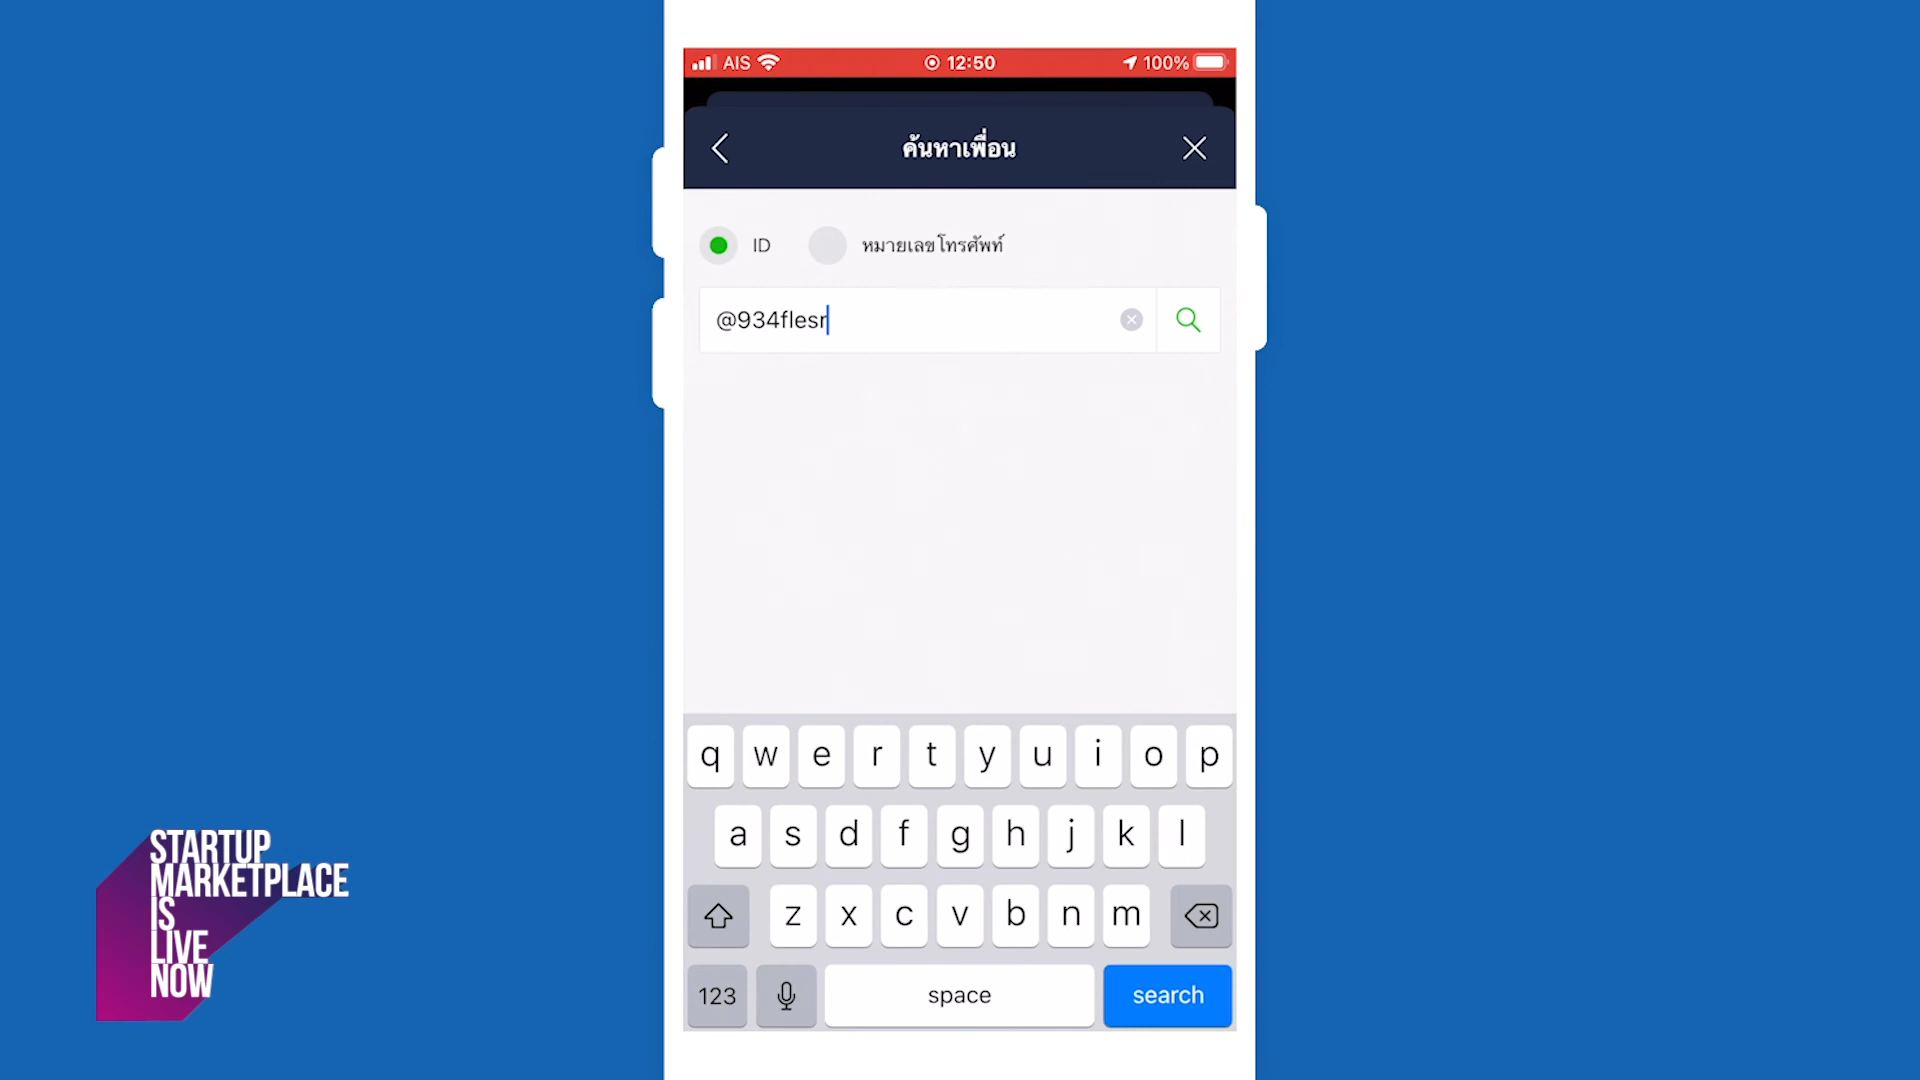 AIS 12:50 100%
ค้นหาเพื่อน
ID หมายเลขโทรศัพท์
@934flesr
q w e r t y u i o p
a s d f g h j k l
z x c v b n m
123 space search
STARTUP
MARKETPLACE
IS
LIVE
NOW